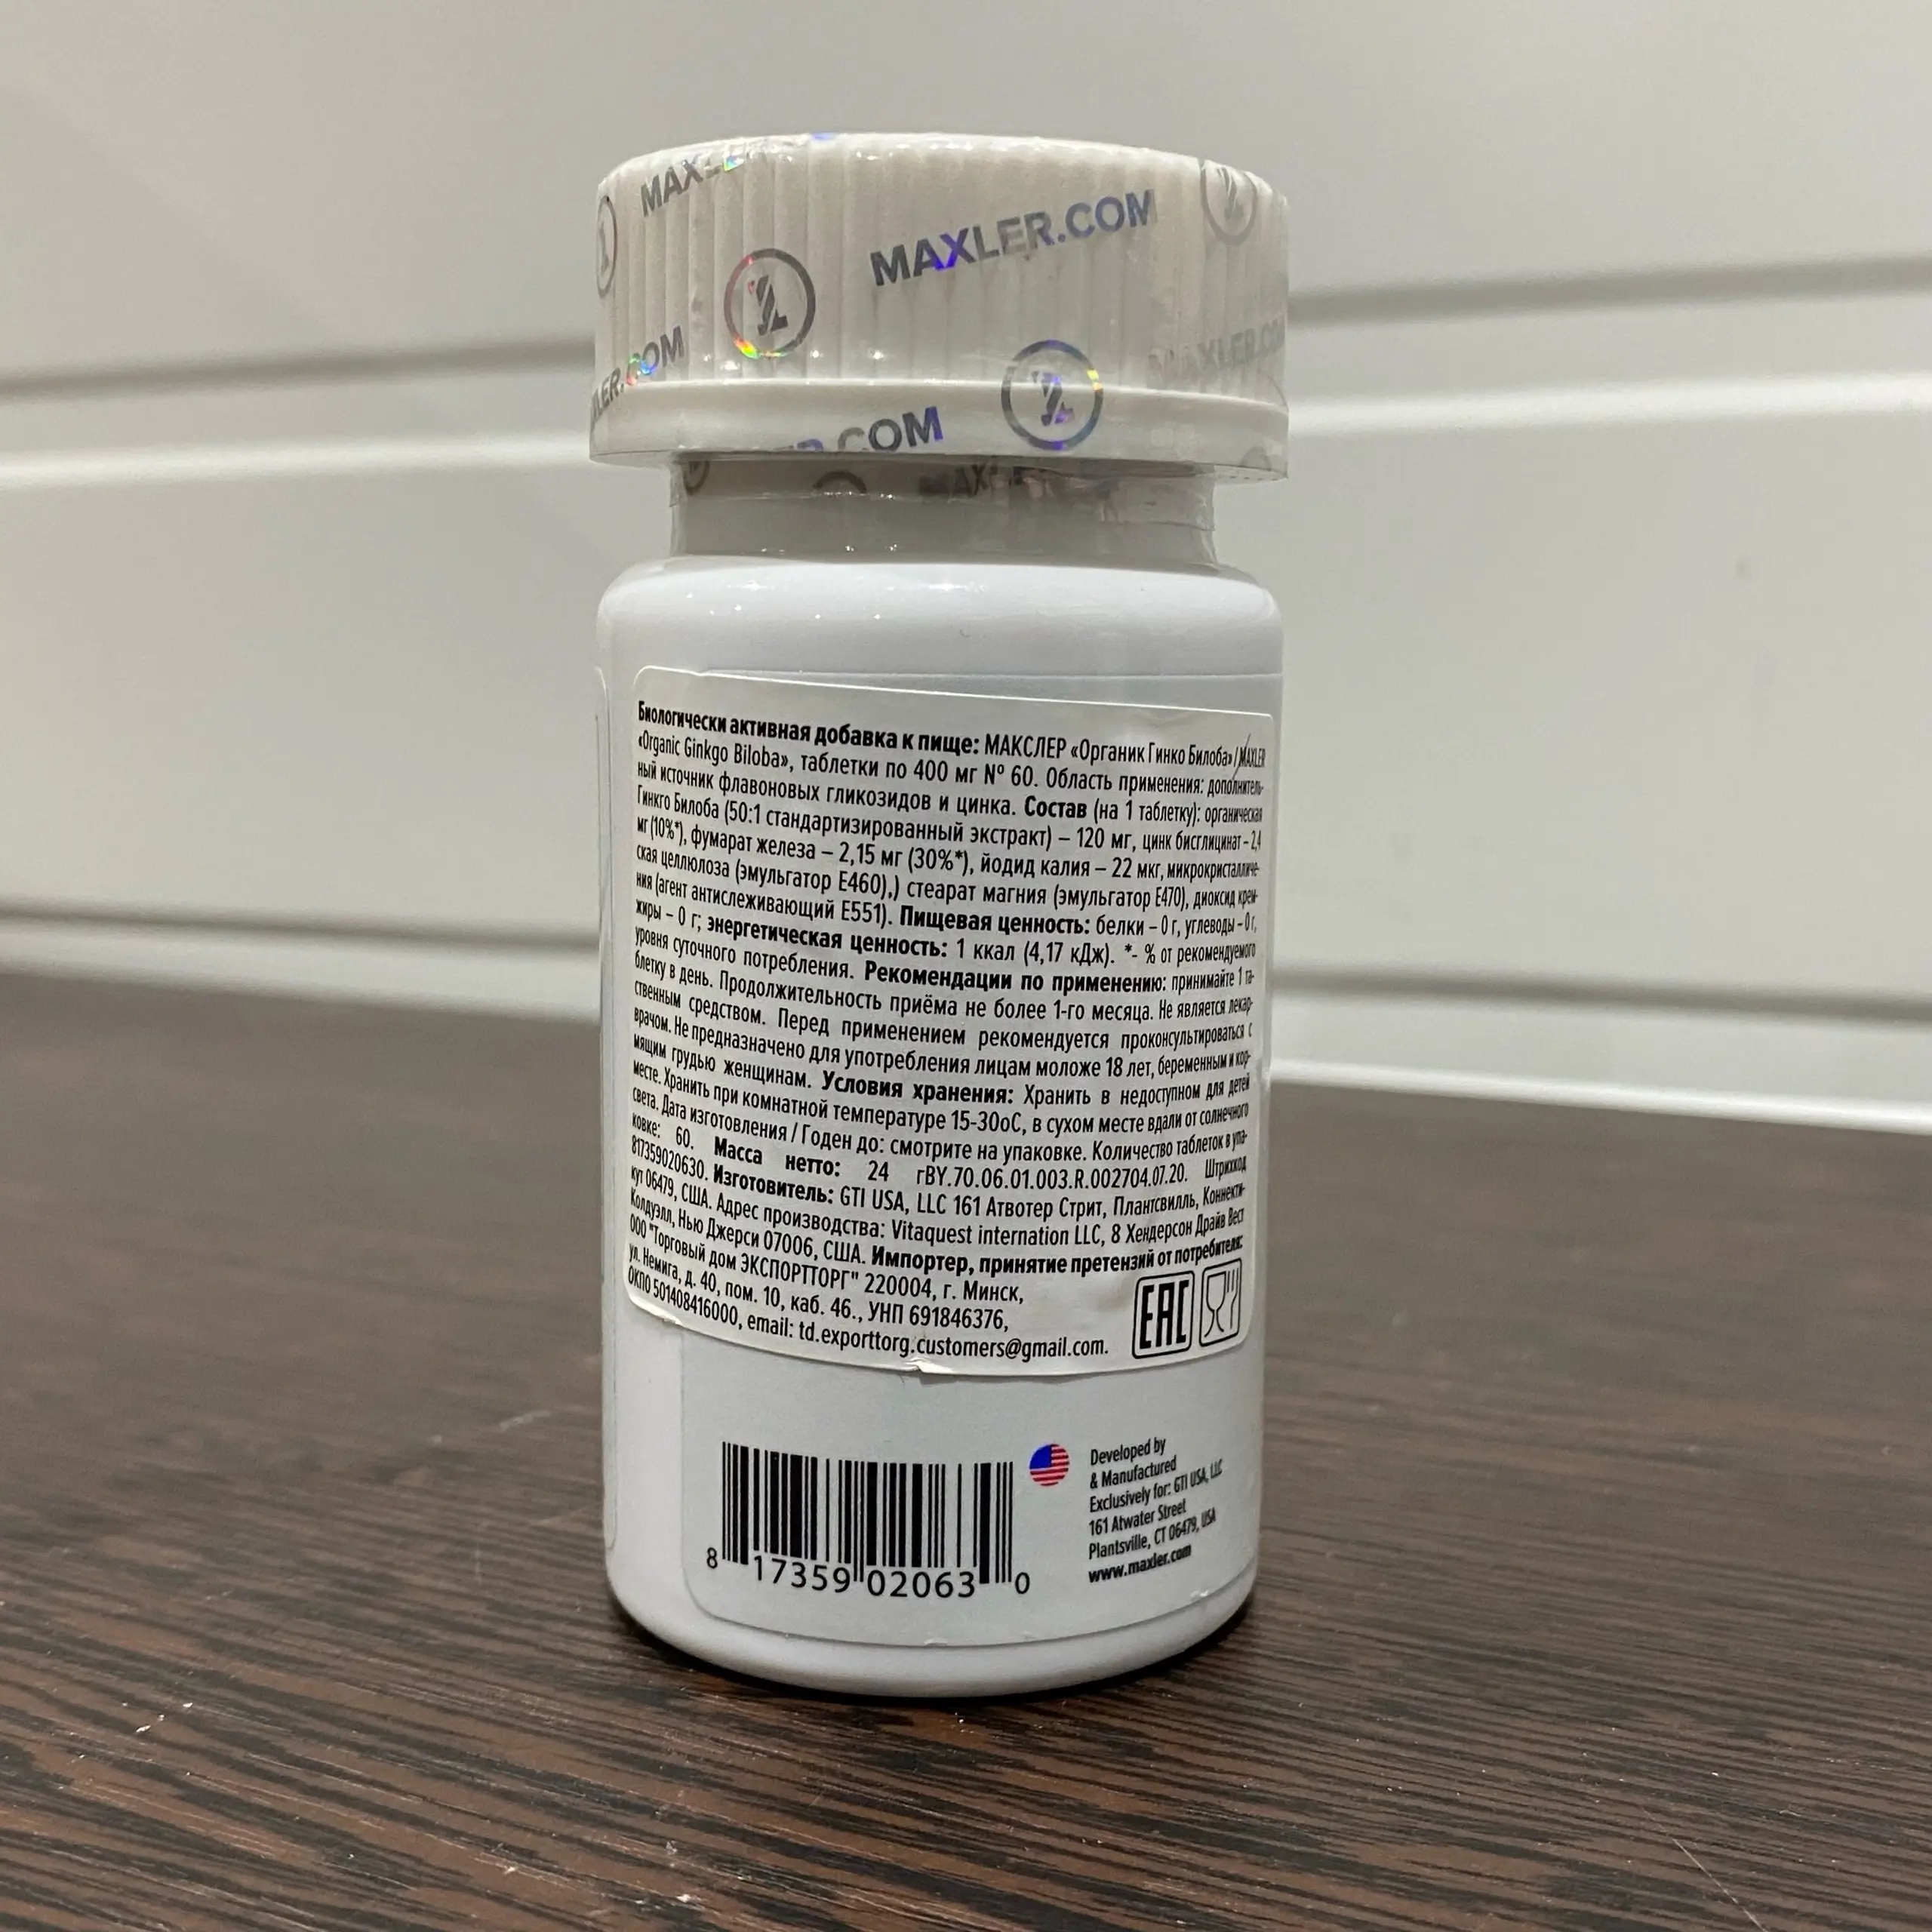 MAXLER.COM
MAXLER.COM
LER.COM
.COM
MAXLER
Биологически активная добавка к пище: МАКСЛЕР «Органик Гинко Билоба» / MAXLER
«Organic Ginkgo Biloba», таблетки по 400 мг № 60. Область применения: дополнитель-
ный источник флавоновых гликозидов и цинка. Состав (на 1 таблетку): органическая
Гинкго Билоба (50:1 стандартизированный экстракт) – 120 мг, цинк бисглицинат – 2,4
мг (10%*), фумарат железа – 2,15 мг (30%*), йодид калия – 22 мкг, микрокристалличе-
ская целлюлоза (эмульгатор Е460),) стеарат магния (эмульгатор Е470), диоксид крем-
ния (агент антислеживающий Е551). Пищевая ценность: белки – 0 г, углеводы – 0 г,
жиры – 0 г; энергетическая ценность: 1 ккал (4,17 кДж). *- % от рекомендуемого
уровня суточного потребления. Рекомендации по применению: принимайте 1 та-
блетку в день. Продолжительность приёма не более 1-го месяца. Не является лекар-
ственным средством. Перед применением рекомендуется проконсультироваться с
врачом. Не предназначено для употребления лицам моложе 18 лет, беременным и кор-
мящим грудью женщинам. Условия хранения: Хранить в недоступном для детей
месте. Хранить при комнатной температуре 15-30оС, в сухом месте вдали от солнечного
света. Дата изготовления / Годен до: смотрите на упаковке. Количество таблеток в упа-
ковке: 60. Масса нетто: 24 гBY.70.06.01.003.R.002704.07.20. Штрихкод
817359020630. Изготовитель: GTI USA, LLC 161 Атвотер Стрит, Плантсвилль, Коннекти-
кут 06479, США. Адрес производства: Vitaquest internation LLC, 8 Хендерсон Драйв Вест
Колдуэлл, Нью Джерси 07006, США. Импортер, принятие претензий от потребителя:
ООО "Торговый дом ЭКСПОРТТОРГ" 220004, г. Минск,
ул. Немига, д. 40, пом. 10, каб. 46., УНП 691846376,
ОКПО 501408416000, email: td.exporttorg.customers@gmail.com.
EAC
8 17359 02063 0
Developed by
& Manufactured
Exclusively for: GTI USA, LLC
161 Atwater Street
Plantsville, CT 06479, USA
www.maxler.com